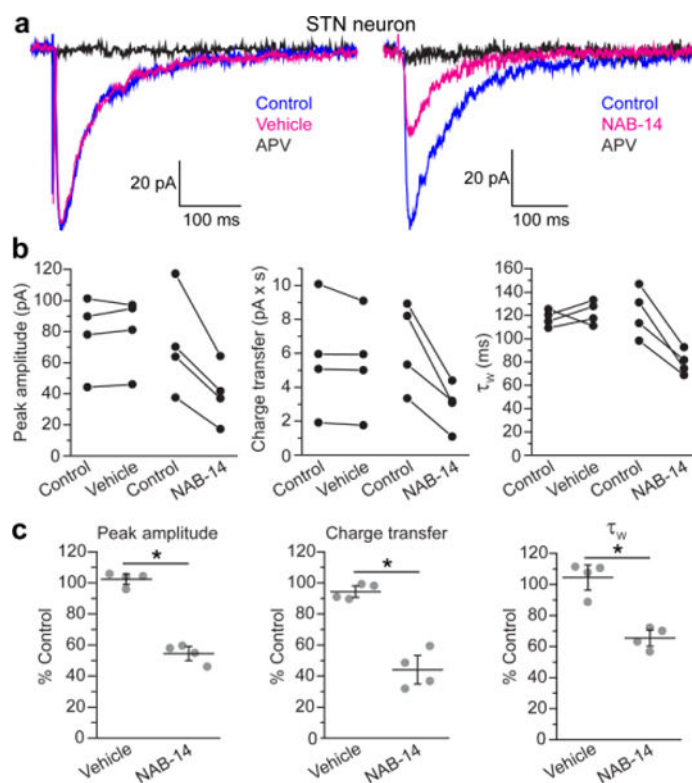 a
STN neuron
Control
Vehicle
APV
20 pA
100 ms
Control
NAB-14
APV
20 pA
100 ms
b
Peak amplitude (pA)
120
100
80
60
40
20
0
Control
Vehicle
Control
NAB-14
Charge transfer (pA x s)
12
10
8
6
4
2
0
Control
Vehicle
Control
NAB-14
τw (ms)
160
140
120
100
80
60
40
20
0
Control
Vehicle
Control
NAB-14
c
Peak amplitude
% Control
120
100
80
60
40
20
0
*
Vehicle
NAB-14
Charge transfer
% Control
120
100
80
60
40
20
0
*
Vehicle
NAB-14
τw
% Control
120
100
80
60
40
20
0
*
Vehicle
NAB-14